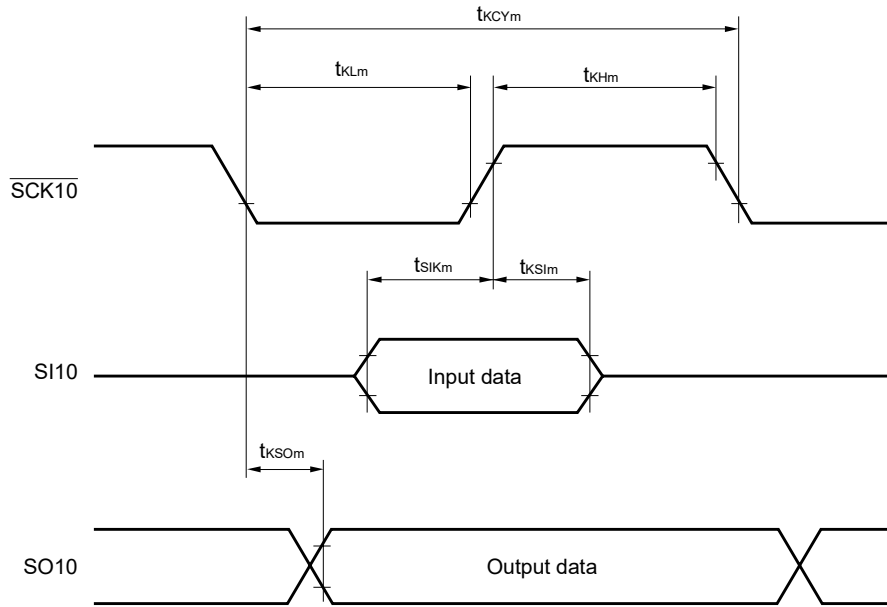 tKCYm
tKLm
tKHm
SCK10
tSIKm
tKSIm
SI10
Input data
tKSOm
SO10
Output data